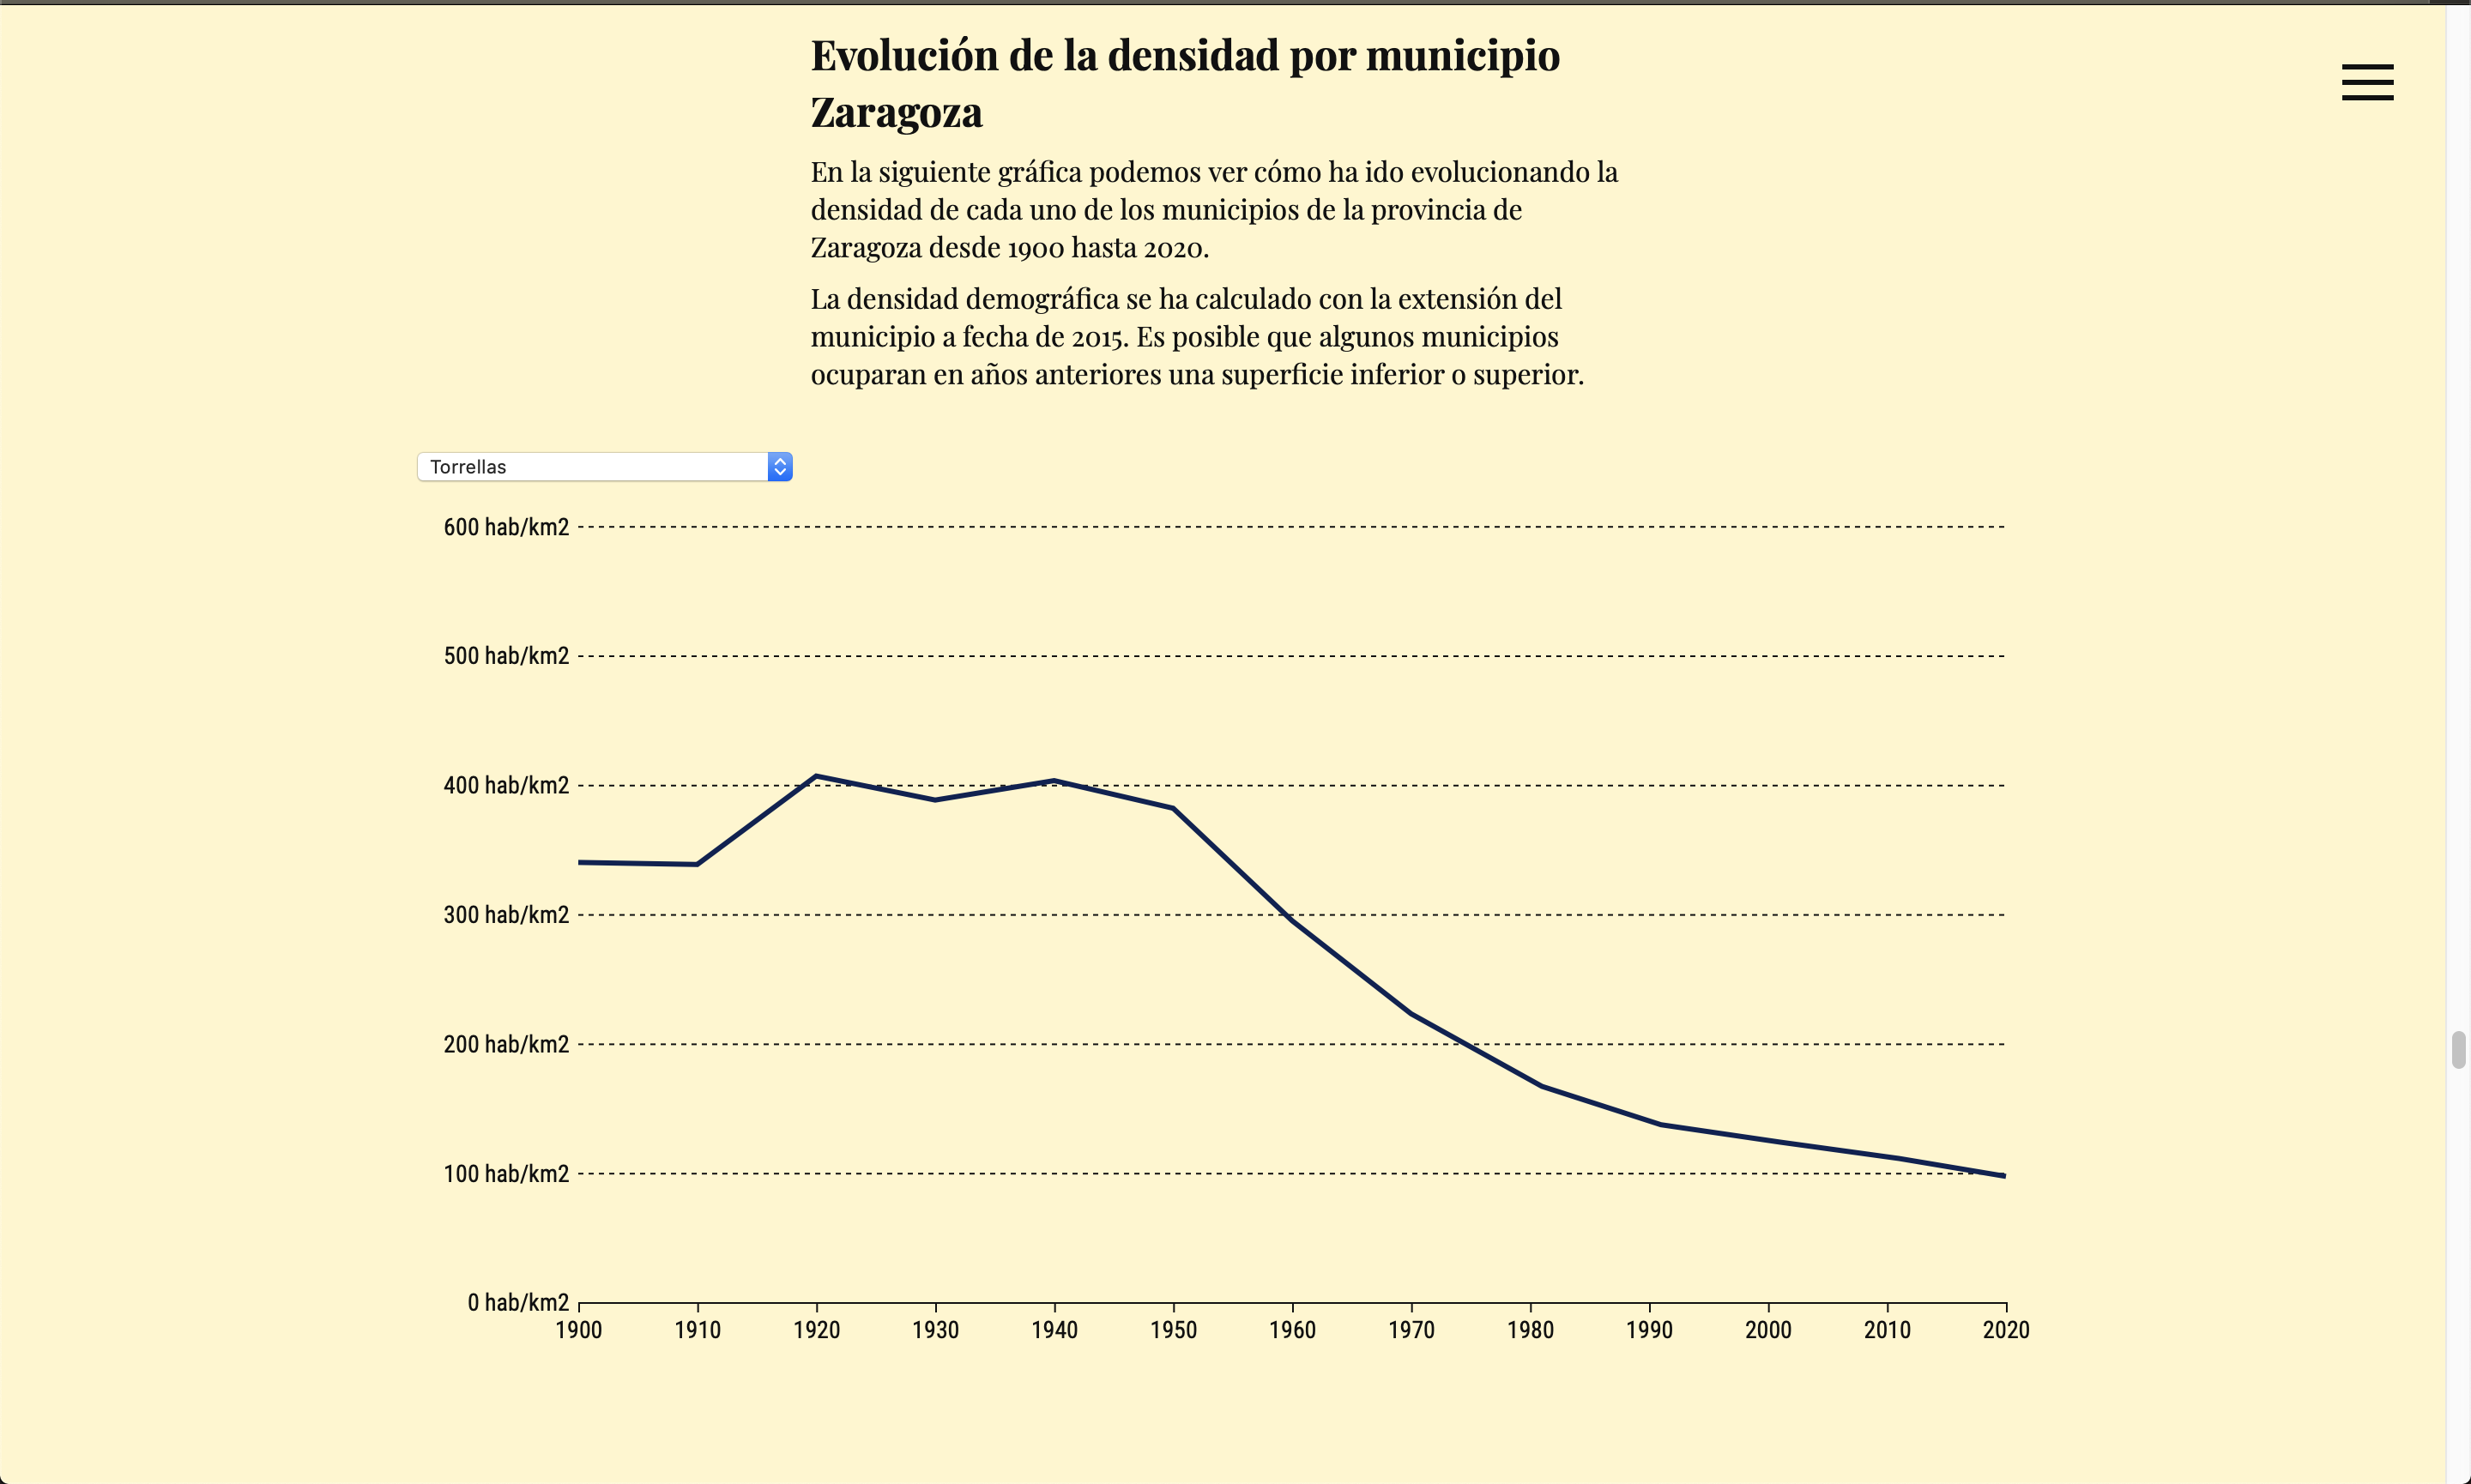 Evolución de la densidad por municipio
Zaragoza
En la siguiente gráfica podemos ver cómo ha ido evolucionando la
densidad de cada uno de los municipios de la provincia de
Zaragoza desde 1900 hasta 2020.
La densidad demográfica se ha calculado con la extensión del
municipio a fecha de 2015. Es posible que algunos municipios
ocuparan en años anteriores una superficie inferior o superior.
Torrellas
600 hab/km2
500 hab/km2
400 hab/km2
300 hab/km2
200 hab/km2
100 hab/km2
0 hab/km2
1900 1910 1920 1930 1940 1950 1960 1970 1980 1990 2000 2010 2020